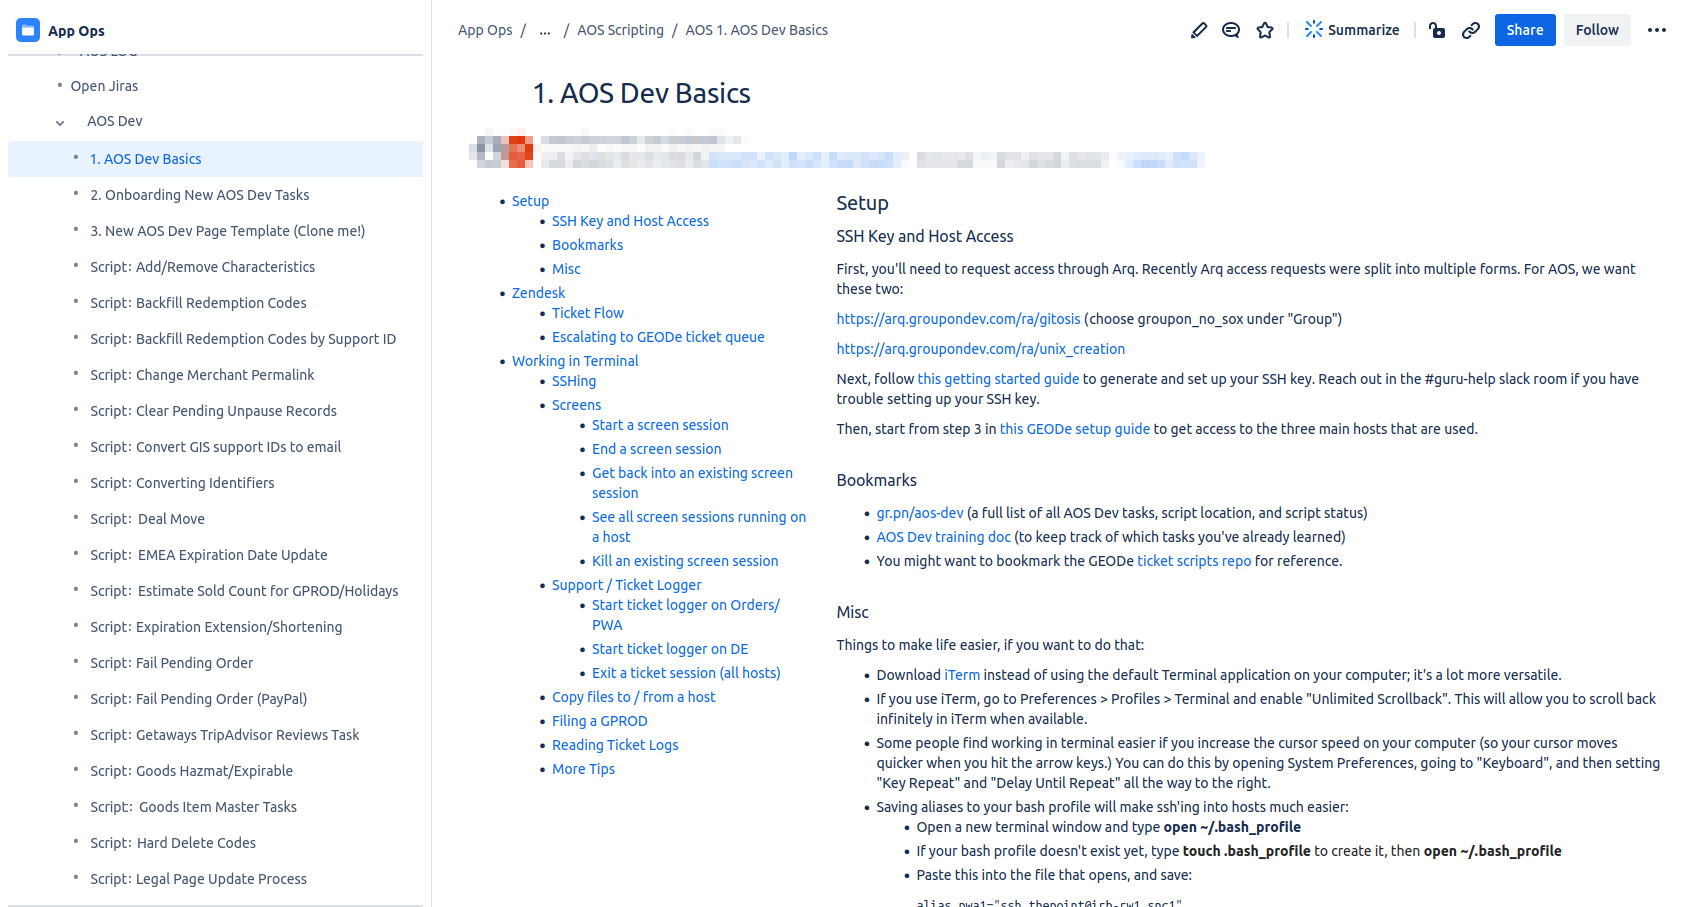 App Ops
AOS LOG
Open Jiras
AOS Dev
1. AOS Dev Basics
2. Onboarding New AOS Dev Tasks
3. New AOS Dev Page Template (Clone me!)
Script: Add/Remove Characteristics
Script: Backfill Redemption Codes
Script: Backfill Redemption Codes by Support ID
Script: Change Merchant Permalink
Script: Clear Pending Unpause Records
Script: Convert GIS support IDs to email
Script: Converting Identifiers
Script: Deal Move
Script: EMEA Expiration Date Update
Script: Estimate Sold Count for GPROD/Holidays
Script: Expiration Extension/Shortening
Script: Fail Pending Order
Script: Fail Pending Order (PayPal)
Script: Getaways TripAdvisor Reviews Task
Script: Goods Hazmat/Expirable
Script: Goods Item Master Tasks
Script: Hard Delete Codes
Script: Legal Page Update Process
App Ops / ... / AOS Scripting / AOS 1. AOS Dev Basics
Summarize
Share
Follow
1. AOS Dev Basics
Setup
SSH Key and Host Access
Bookmarks
Misc
Zendesk
Ticket Flow
Escalating to GEODe ticket queue
Working in Terminal
SSHing
Screens
Start a screen session
End a screen session
Get back into an existing screen
session
See all screen sessions running on
a host
Kill an existing screen session
Support / Ticket Logger
Start ticket logger on Orders/
PWA
Start ticket logger on DE
Exit a ticket session (all hosts)
Copy files to / from a host
Filing a GPROD
Reading Ticket Logs
More Tips
Setup
SSH Key and Host Access
First, you'll need to request access through Arq. Recently Arq access requests were split into multiple forms. For AOS, we want
these two:
https://arq.groupondev.com/ra/gitosis (choose groupon_no_sox under "Group")
https://arq.groupondev.com/ra/unix_creation
Next, follow this getting started guide to generate and set up your SSH key. Reach out in the #guru-help slack room if you have
trouble setting up your SSH key.
Then, start from step 3 in this GEODe setup guide to get access to the three main hosts that are used.
Bookmarks
gr.pn/aos-dev (a full list of all AOS Dev tasks, script location, and script status)
AOS Dev training doc (to keep track of which tasks you've already learned)
You might want to bookmark the GEODe ticket scripts repo for reference.
Misc
Things to make life easier, if you want to do that:
Download iTerm instead of using the default Terminal application on your computer; it's a lot more versatile.
If you use iTerm, go to Preferences > Profiles > Terminal and enable "Unlimited Scrollback". This will allow you to scroll back
infinitely in iTerm when available.
Some people find working in terminal easier if you increase the cursor speed on your computer (so your cursor moves
quicker when you hit the arrow keys.) You can do this by opening System Preferences, going to "Keyboard", and then setting
"Key Repeat" and "Delay Until Repeat" all the way to the right.
Saving aliases to your bash profile will make ssh'ing into hosts much easier:
Open a new terminal window and type open ~/.bash_profile
If your bash profile doesn't exist yet, type touch .bash_profile to create it, then open ~/.bash_profile
Paste this into the file that opens, and save:
alias pwa1="ssh